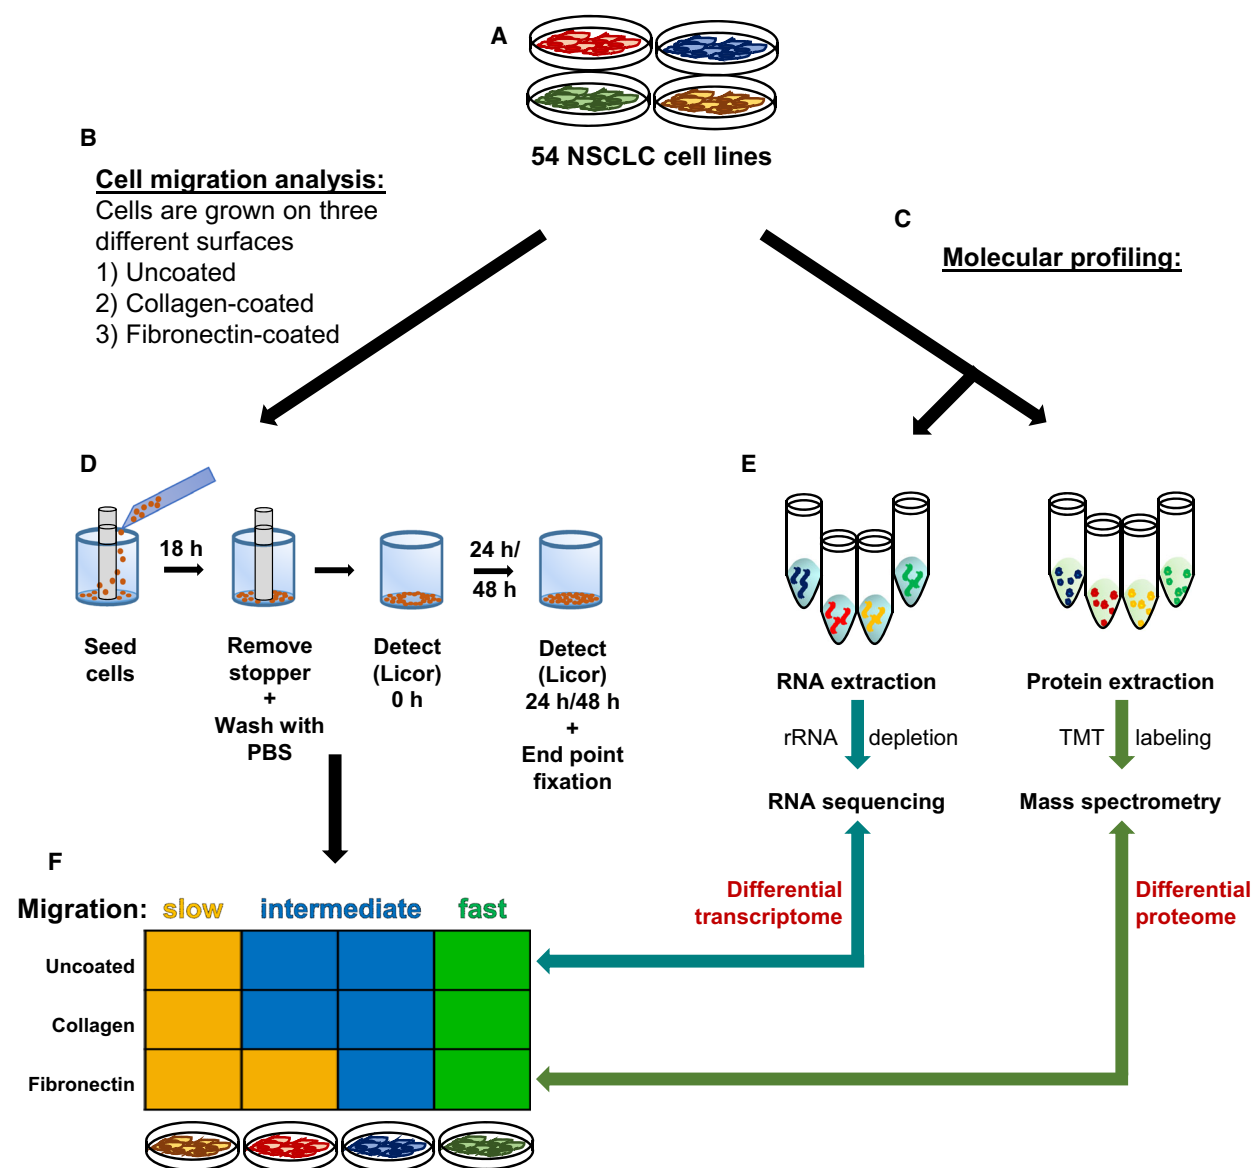 A
54 NSCLC cell lines
B
Cell migration analysis:
Cells are grown on three
different surfaces
1) Uncoated
2) Collagen-coated
3) Fibronectin-coated
C
Molecular profiling:
D
18 h
24 h/
48 h
Seed
cells
Remove
stopper
+
Wash with
PBS
Detect
(Licor)
0 h
Detect
(Licor)
24 h/48 h
+
End point
fixation
E
RNA extraction
rRNA depletion
RNA sequencing
Protein extraction
TMT labeling
Mass spectrometry
Differential
transcriptome
Differential
proteome
F
Migration: slow intermediate fast
Uncoated
Collagen
Fibronectin